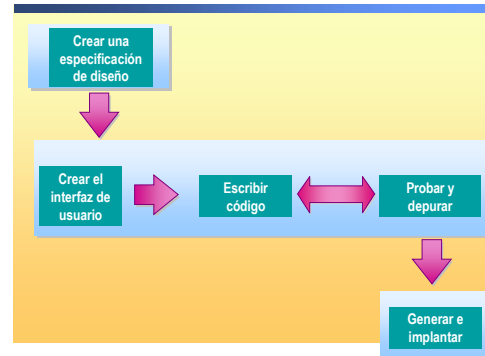 Crear una
especificación
de diseño
Crear el
interfaz de
usuario
Escribir
código
Probar y
depurar
Generar e
implantar